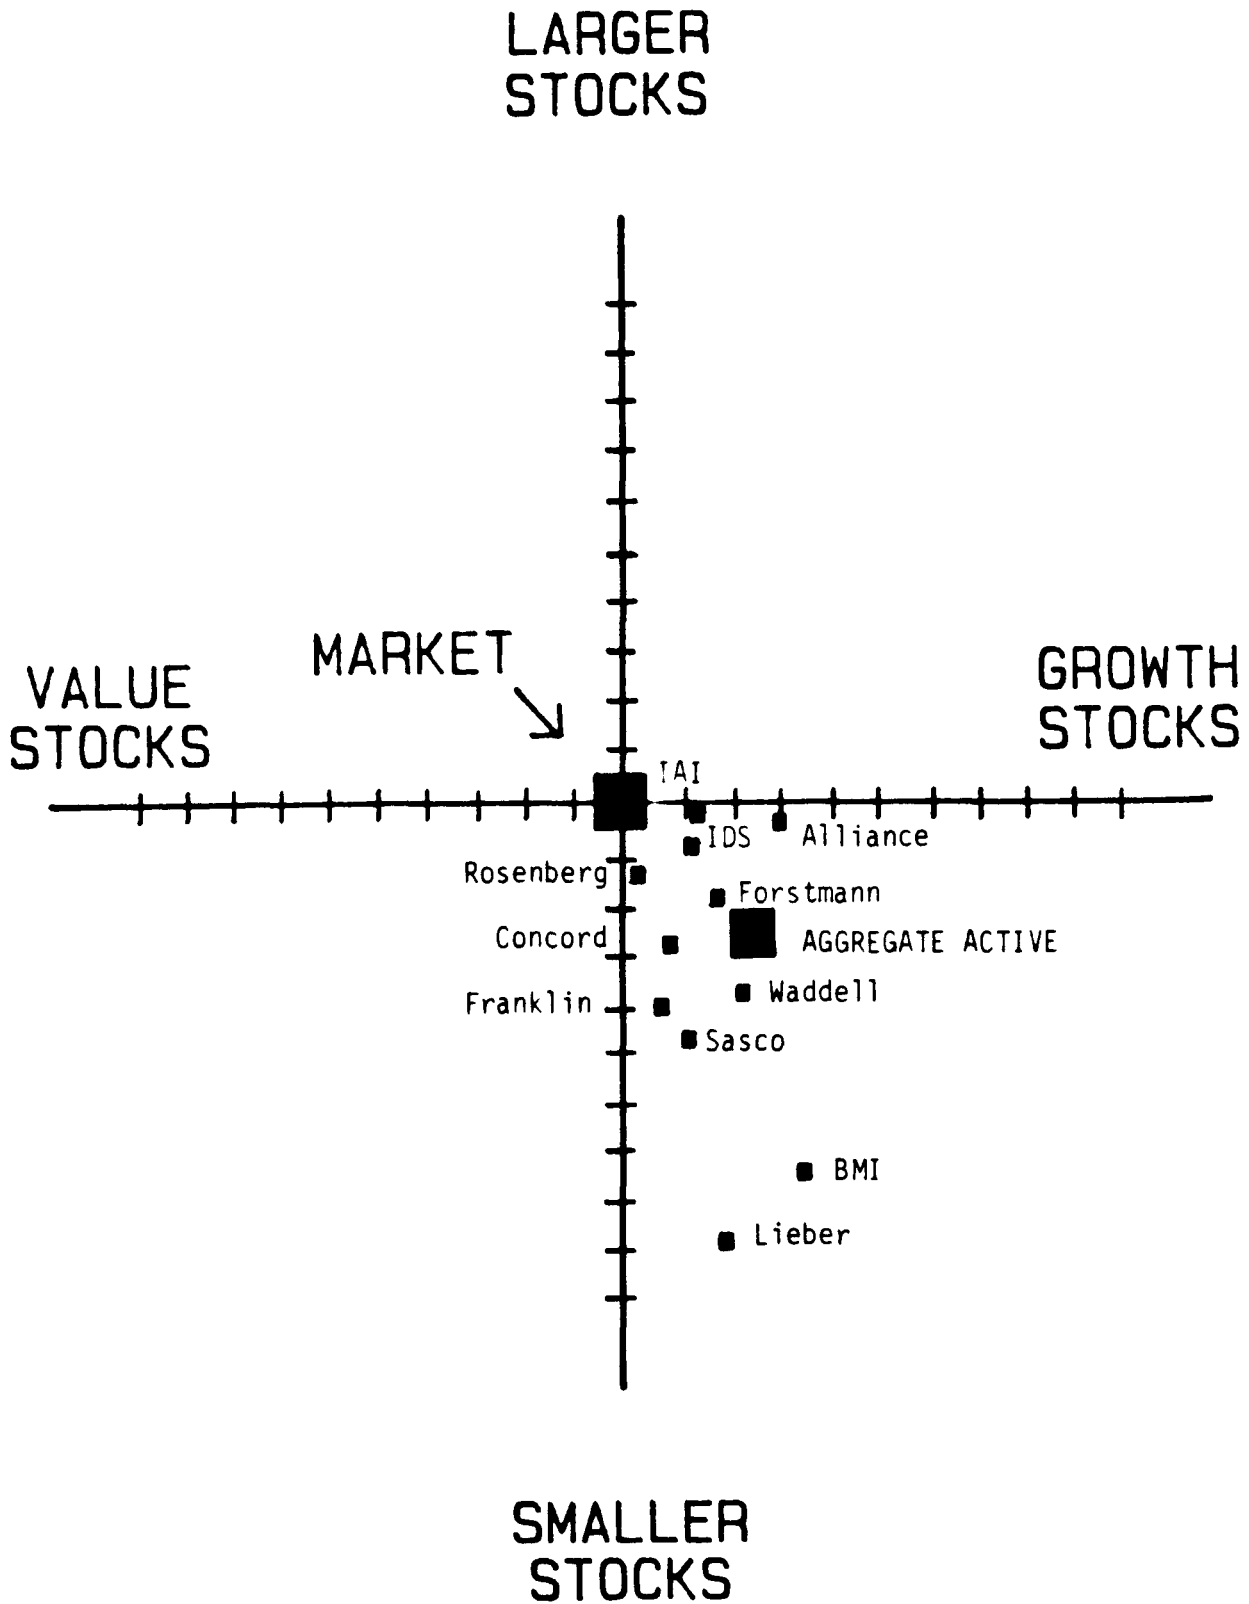 LARGER
STOCKS
MARKET
VALUE
STOCKS
GROWTH
STOCKS
IAI
IDS
Alliance
Rosenberg
Forstmann
Concord
AGGREGATE ACTIVE
Franklin
Waddell
Sasco
BMI
Lieber
SMALLER
STOCKS